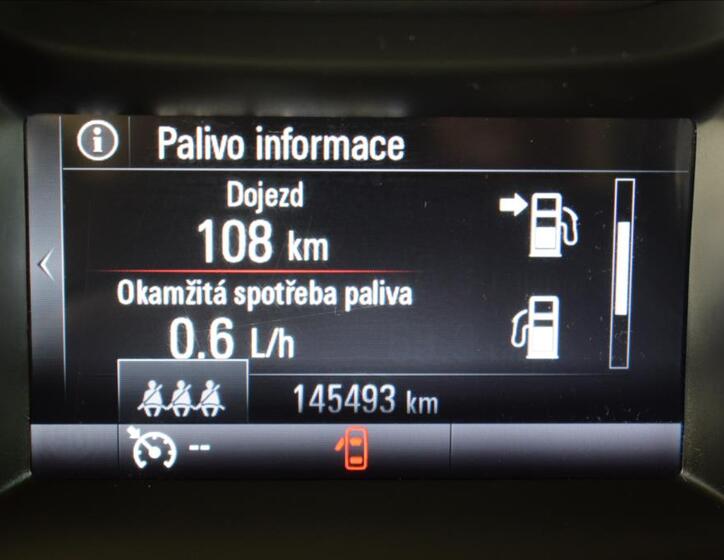 Palivo informace
Dojezd
108 km
Okamžitá spotřeba paliva
0.6 L/h
145493 km
--